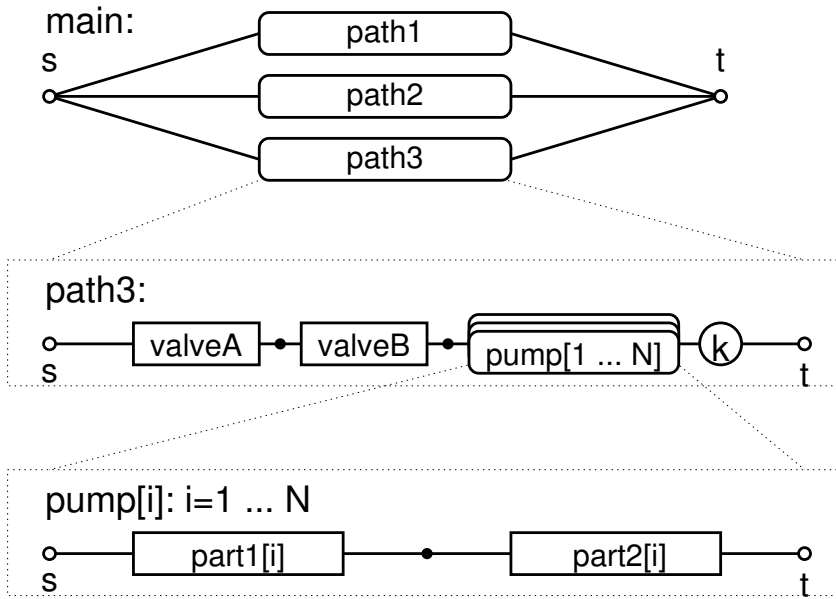 main:
s
t
path1
path2
path3
path3:
valveA
valveB
pump[1 ... N]
k
s
t
pump[i]: i=1 ... N
part1[i]
part2[i]
s
t